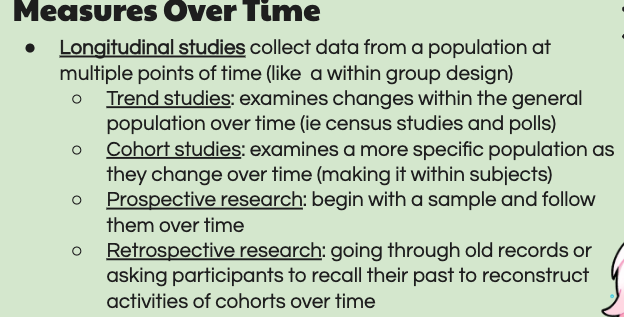 Measures Over Time
● Longitudinal studies collect data from a population at
multiple points of time (like a within group design)
○ Trend studies: examines changes within the general
population over time (ie census studies and polls)
○ Cohort studies: examines a more specific population as
they change over time (making it within subjects)
○ Prospective research: begin with a sample and follow
them over time
○ Retrospective research: going through old records or
asking participants to recall their past to reconstruct
activities of cohorts over time